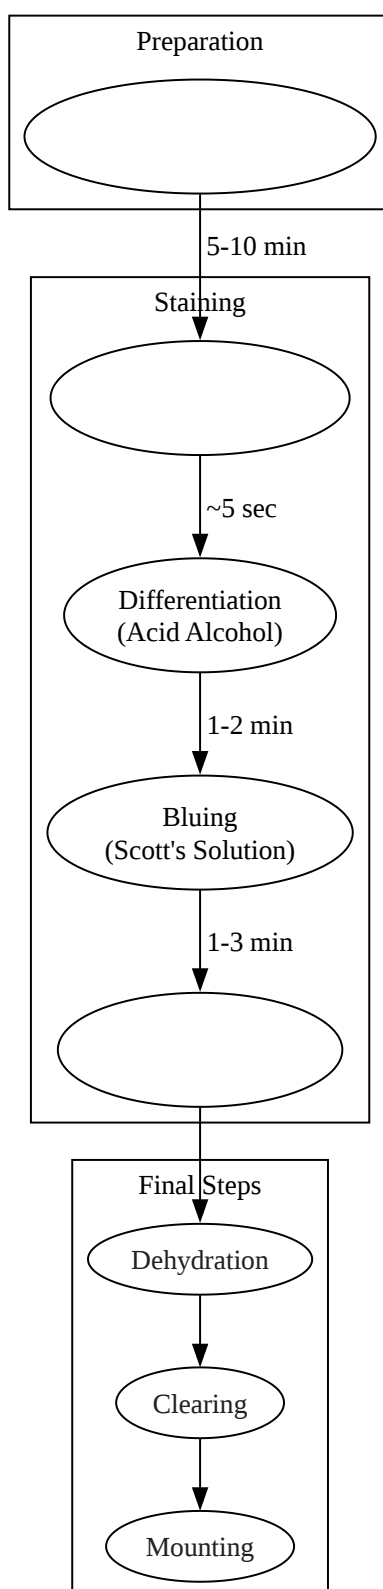 Preparation
5-10 min
Staining
~5 sec
Differentiation
(Acid Alcohol)
1-2 min
Bluing
(Scott's Solution)
1-3 min
Final Steps
Dehydration
Clearing
Mounting